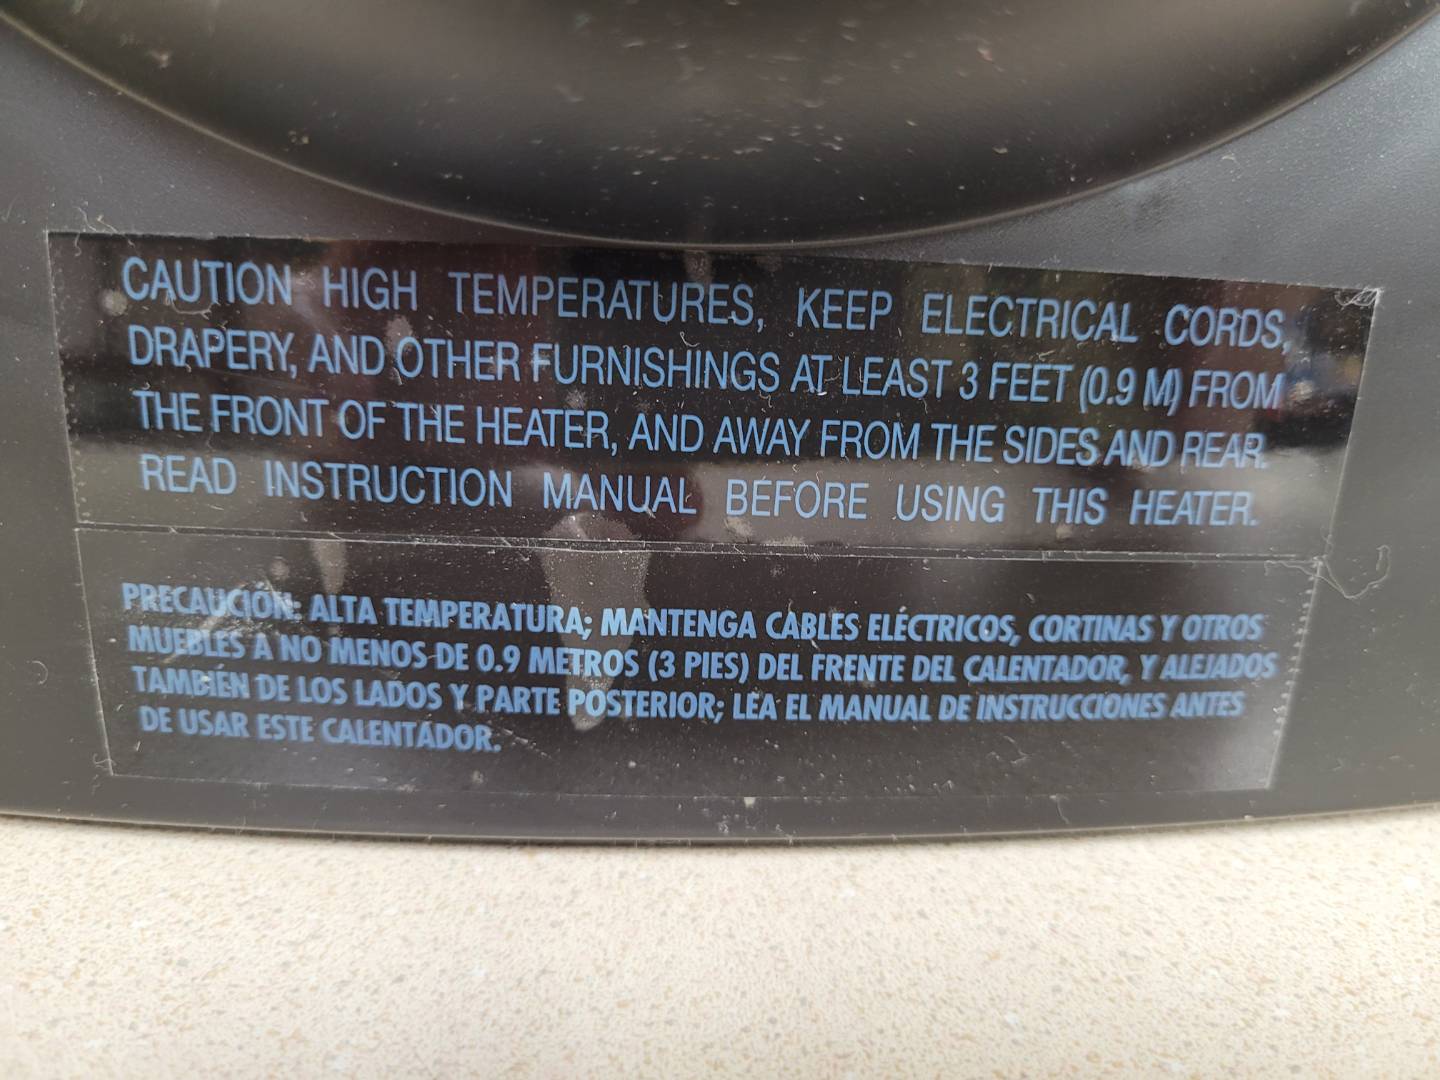 CAUTION HIGH TEMPERATURES, KEEP ELECTRICAL CORDS,
DRAPERY, AND OTHER FURNISHINGS AT LEAST 3 FEET (0.9 M) FROM
THE FRONT OF THE HEATER, AND AWAY FROM THE SIDES AND REAR.
READ INSTRUCTION MANUAL BEFORE USING THIS HEATER.
PRECAUCIÓN: ALTA TEMPERATURA; MANTENGA CABLES ELÉCTRICOS, CORTINAS Y OTROS
MUEBLES A NO MENOS DE 0.9 METROS (3 PIES) DEL FRENTE DEL CALENTADOR, Y ALEJADOS
TAMBIÉN DE LOS LADOS Y PARTE POSTERIOR; LEA EL MANUAL DE INSTRUCCIONES ANTES
DE USAR ESTE CALENTADOR.